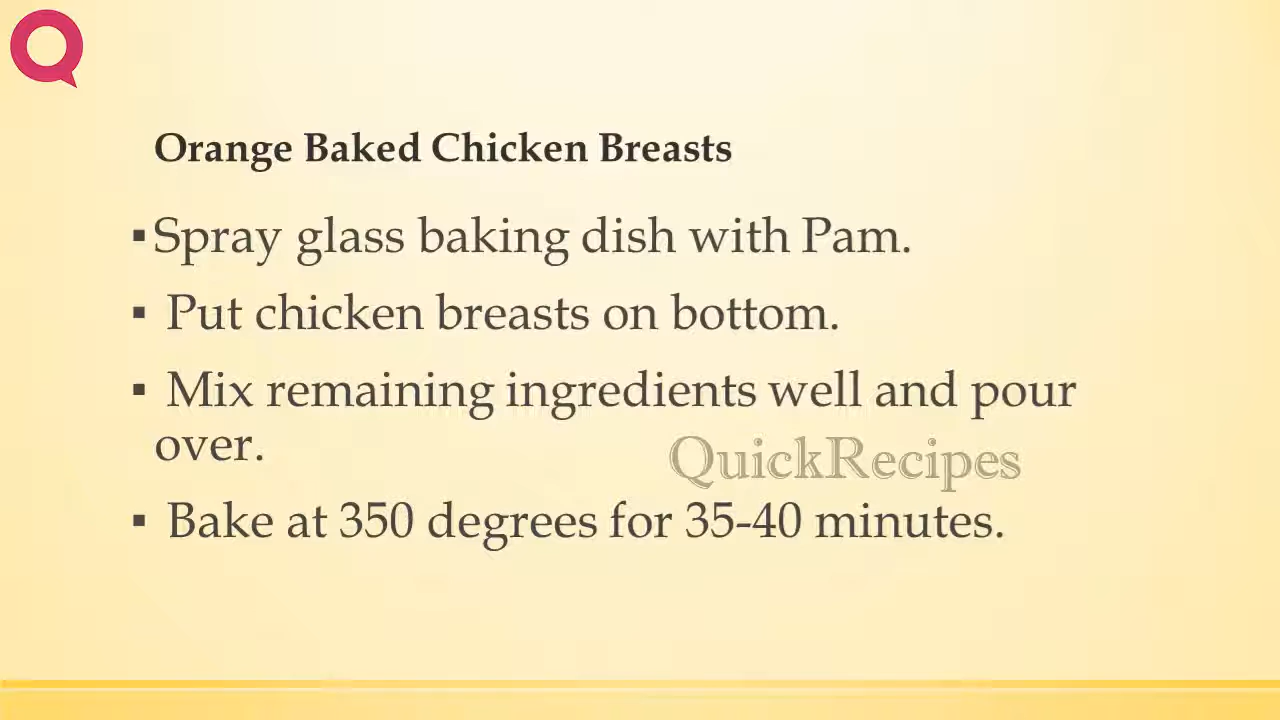 Orange Baked Chicken Breasts
▪Spray glass baking dish with Pam.
▪ Put chicken breasts on bottom.
▪ Mix remaining ingredients well and pour
over.
QuickRecipes
▪ Bake at 350 degrees for 35-40 minutes.